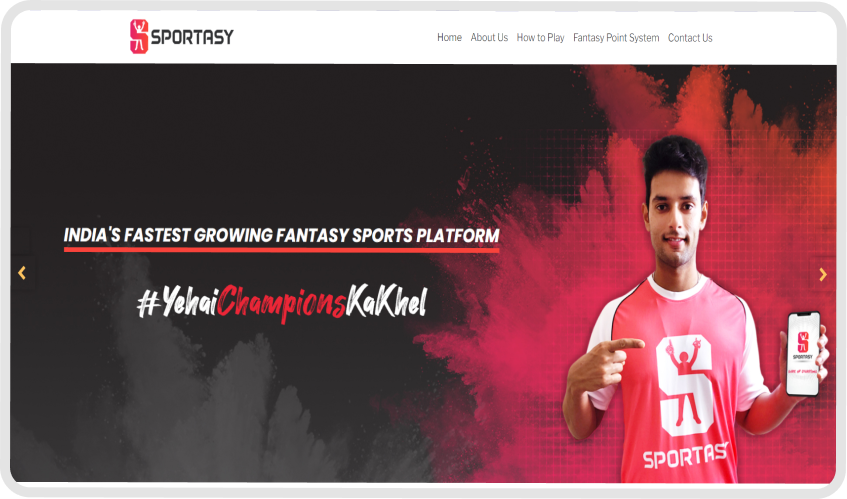 SPORTASY
Home About Us How to Play Fantasy Point System Contact Us
INDIA'S FASTEST GROWING FANTASY SPORTS PLATFORM
#YehaiChampionsKaKhel
SPORTASY
SPORTASY